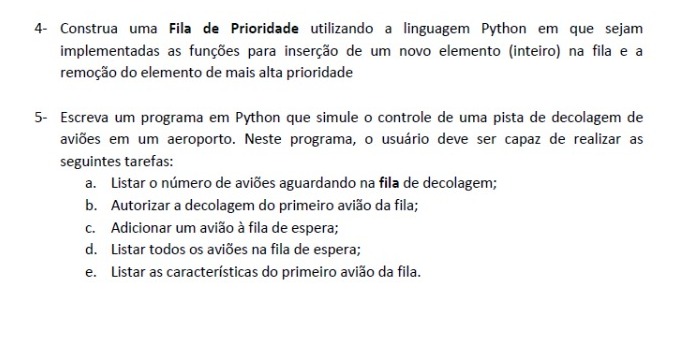 4- Construa uma Fila de Prioridade utilizando a linguagem Python em que sejam
implementadas as funções para inserção de um novo elemento (inteiro) na fila e a
remoção do elemento de mais alta prioridade
5- Escreva um programa em Python que simule o controle de uma pista de decolagem de
aviões em um aeroporto. Neste programa, o usuário deve ser capaz de realizar as
seguintes tarefas:
a. Listar o número de aviões aguardando na fila de decolagem;
b. Autorizar a decolagem do primeiro avião da fila;
c. Adicionar um avião à fila de espera;
d. Listar todos os aviões na fila de espera;
e. Listar as características do primeiro avião da fila.